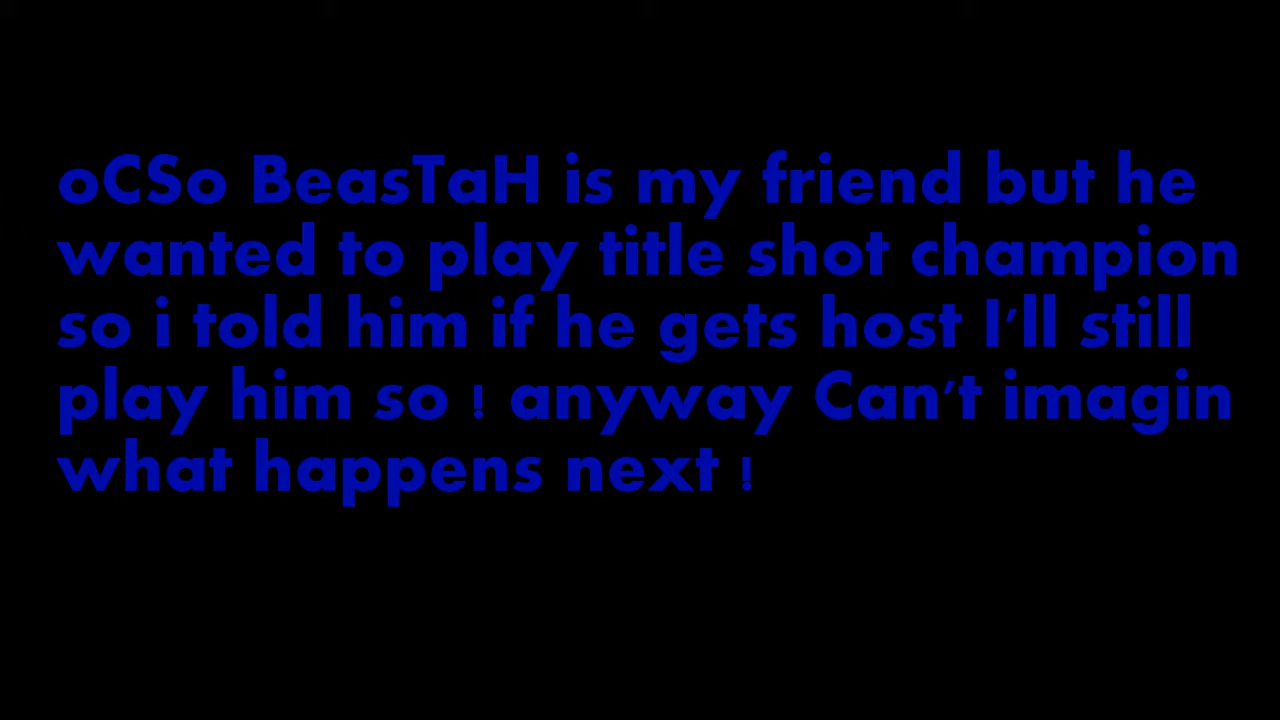 oCSo BeasTaH is my friend but he
wanted to play title shot champion
so i told him if he gets host I'll still
play him so ! anyway Can't imagin
what happens next !